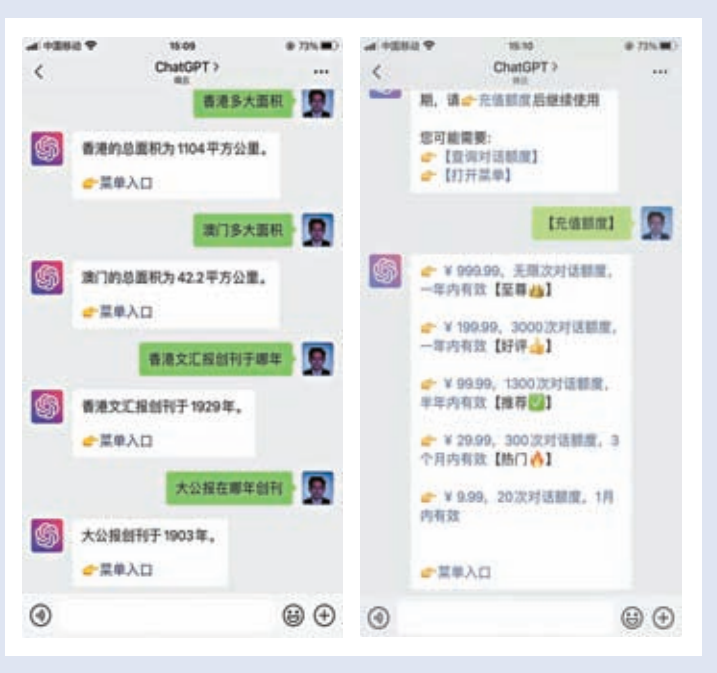 中国移动
15:09
73%
ChatGPT
香港多大面积
香港的总面积为1104平方公里。
👉菜单入口
澳门多大面积
澳门的总面积为42.2平方公里。
👉菜单入口
香港文汇报创刊于哪年
香港文汇报创刊于1929年。
👉菜单入口
大公报在哪年创刊
大公报创刊于1903年。
👉菜单入口
中国移动
15:10
73%
ChatGPT
期，请👉充值额度后继续使用
您可能需要：
👉【查询对话额度】
👉【打开菜单】
【充值额度】
👉¥999.99，无限次对话额度，
一年内有效【至尊👑】
👉¥199.99，3000次对话额度，
一年内有效【好评👍】
👉¥99.99，1300次对话额度，
半年内有效【推荐✅】
👉¥29.99，300次对话额度，3
个月内有效【热门🔥】
👉¥9.99，20次对话额度，1月
内有效
👉菜单入口